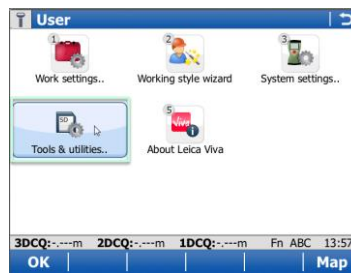 User
1 2 3
Work settings.. Working style wizard System settings..
SD 5 viva
Tools & utilities.. About Leica Viva
3DCQ:-.---m 2DCQ:-.---m 1DCQ:-.---m Fn ABC 13:57
OK Map